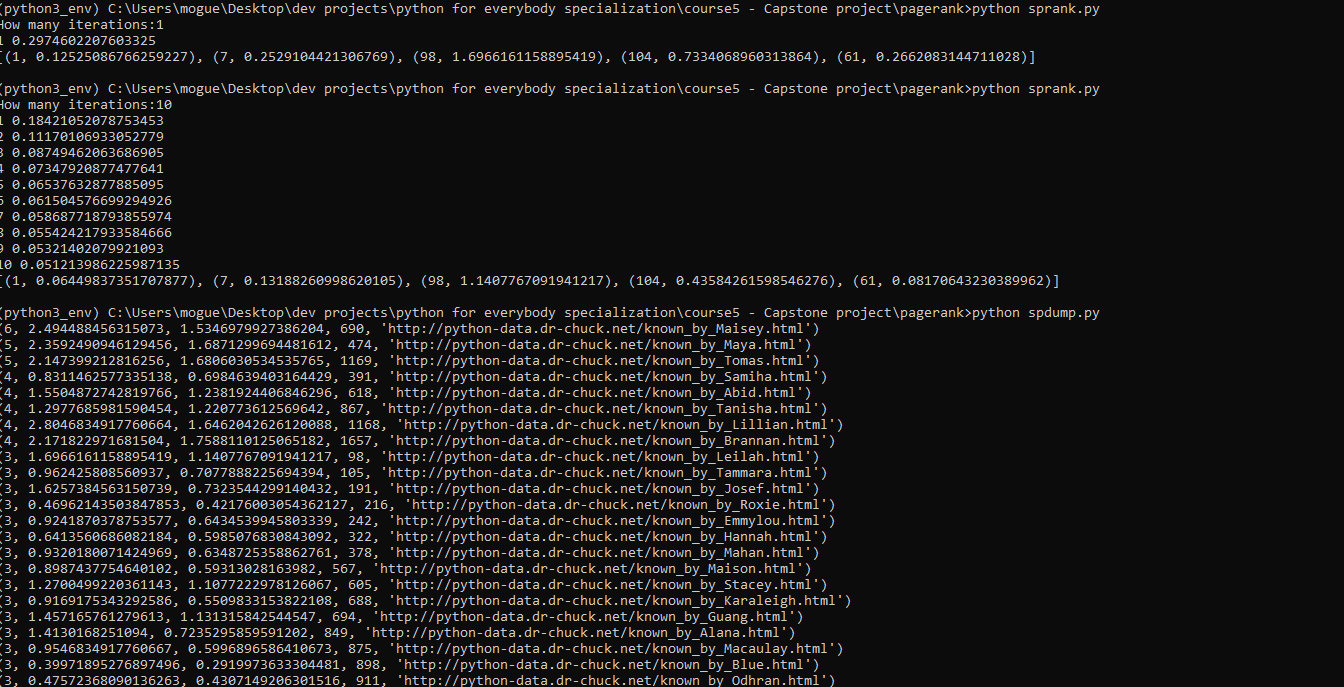 (python3_env) C:\Users\mogue\Desktop\dev projects\python for everybody specialization\course5 - Capstone project\pagerank>python sprank.py
How many iterations:1
1 0.2974602207603325
[(1, 0.12525086766259227), (7, 0.2529104421306769), (98, 1.6966161158895419), (104, 0.7334068960313864), (61, 0.2662083144711028)]
(python3_env) C:\Users\mogue\Desktop\dev projects\python for everybody specialization\course5 - Capstone project\pagerank>python sprank.py
How many iterations:10
1 0.18421052078753453
2 0.11170106933052779
3 0.08749462063686905
4 0.07347920877477641
5 0.06537632877885095
6 0.061504576699294926
7 0.058687718793855974
8 0.055424217933584666
9 0.05321402079921093
10 0.051213986225987135
[(1, 0.06449837351707877), (7, 0.13188260998620105), (98, 1.1407767091941217), (104, 0.43584261598546276), (61, 0.08170643230389962)]
(python3_env) C:\Users\mogue\Desktop\dev projects\python for everybody specialization\course5 - Capstone project\pagerank>python spdump.py
(6, 2.494488456315073, 1.5346979927386204, 690, 'http://python-data.dr-chuck.net/known_by_Maisey.html')
(5, 2.3592490946129456, 1.6871299694481612, 474, 'http://python-data.dr-chuck.net/known_by_Maya.html')
(5, 2.147399212816256, 1.6806030534535765, 1169, 'http://python-data.dr-chuck.net/known_by_Tomas.html')
(4, 0.8311462577335138, 0.6984639403164429, 391, 'http://python-data.dr-chuck.net/known_by_Samiha.html')
(4, 1.5504872742819766, 1.2381924406846296, 618, 'http://python-data.dr-chuck.net/known_by_Abid.html')
(4, 1.2977685981590454, 1.220773612569642, 867, 'http://python-data.dr-chuck.net/known_by_Tanisha.html')
(4, 2.8046834917760664, 1.6462042626120088, 1168, 'http://python-data.dr-chuck.net/known_by_Lillian.html')
(4, 2.171822971681504, 1.7588110125065182, 1657, 'http://python-data.dr-chuck.net/known_by_Brannan.html')
(3, 1.6966161158895419, 1.1407767091941217, 98, 'http://python-data.dr-chuck.net/known_by_Leilah.html')
(3, 0.962425808560937, 0.7077888225694394, 105, 'http://python-data.dr-chuck.net/known_by_Tammara.html')
(3, 1.6257384563150739, 0.7323544299140432, 191, 'http://python-data.dr-chuck.net/known_by_Josef.html')
(3, 0.46962143503847853, 0.42176003054362127, 216, 'http://python-data.dr-chuck.net/known_by_Roxie.html')
(3, 0.9241870378753577, 0.6434539945803339, 242, 'http://python-data.dr-chuck.net/known_by_Emmylou.html')
(3, 0.6413560686082184, 0.5985076830843092, 322, 'http://python-data.dr-chuck.net/known_by_Hannah.html')
(3, 0.9320180071424969, 0.6348725358862761, 378, 'http://python-data.dr-chuck.net/known_by_Mahan.html')
(3, 0.8987437754640102, 0.59313028163982, 567, 'http://python-data.dr-chuck.net/known_by_Maison.html')
(3, 1.2700499220361143, 1.1077222978126067, 605, 'http://python-data.dr-chuck.net/known_by_Stacey.html')
(3, 0.9169175343292586, 0.5509833153822108, 688, 'http://python-data.dr-chuck.net/known_by_Karaleigh.html')
(3, 1.457165761279613, 1.131315842544547, 694, 'http://python-data.dr-chuck.net/known_by_Guang.html')
(3, 1.4130168251094, 0.7235295859591202, 849, 'http://python-data.dr-chuck.net/known_by_Alana.html')
(3, 0.9546834917760667, 0.5996896586410673, 875, 'http://python-data.dr-chuck.net/known_by_Macaulay.html')
(3, 0.39971895276897496, 0.2919973633304481, 898, 'http://python-data.dr-chuck.net/known_by_Blue.html')
(3, 0.47572368090136263, 0.4307149206301516, 911, 'http://python-data.dr-chuck.net/known_by_Odhran.html')